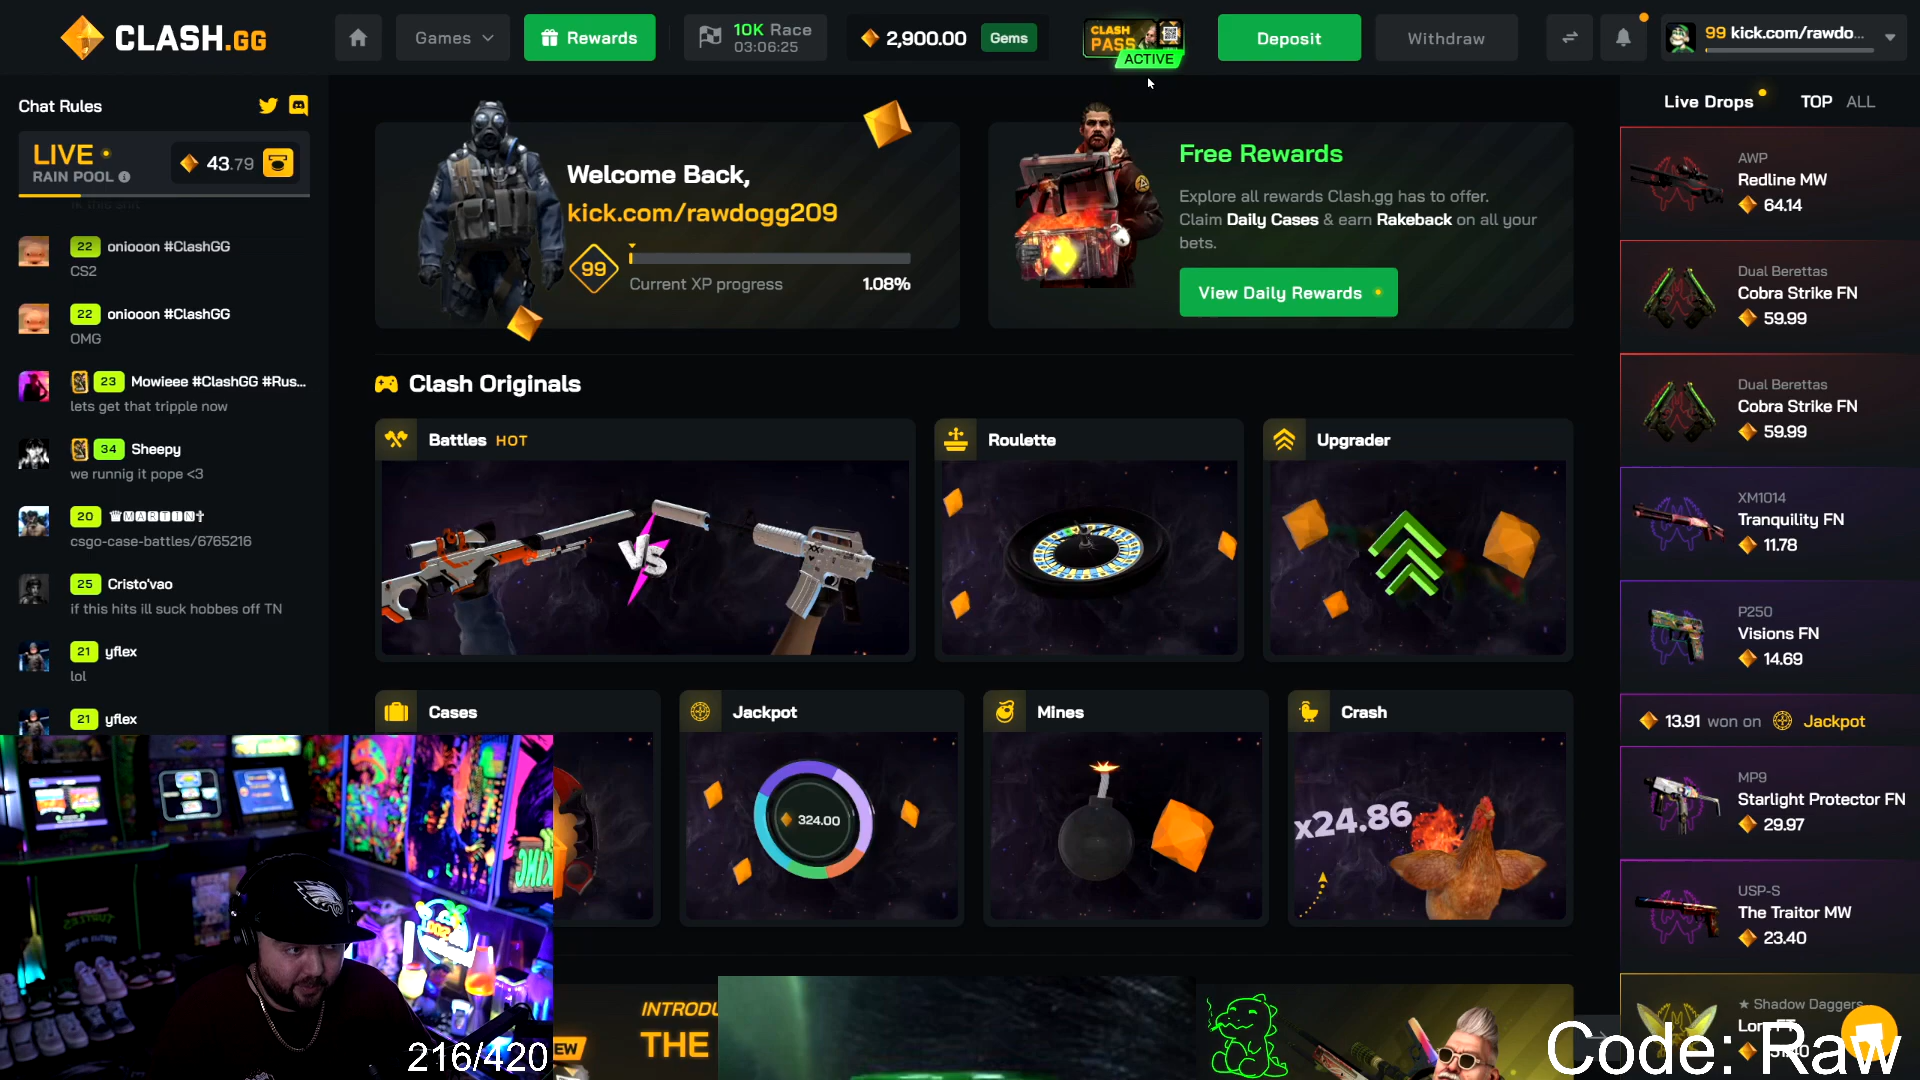 CLASH.GG
Games
Rewards
10K Race
03:06:25
2,900.00
Gems
CLASH
PASS
ACTIVE
Deposit
Withdraw
99 kick.com/rawdo...
Chat Rules
LIVE
RAIN POOL
43.79
22 oniooon #ClashGG
CS2
22 oniooon #ClashGG
OMG
23 Mowieee #ClashGG #Rus...
lets get that tripple now
34 Sheepy
we runnig it pope <3
20 ♛🅼🅰🆁🆃🅸🅽✝
csgo-case-battles/6765216
25 Cristo'vao
if this hits ill suck hobbes off TN
21 yflex
lol
21 yflex
Welcome Back,
kick.com/rawdogg209
99
Current XP progress
1.08%
Free Rewards
Explore all rewards Clash.gg has to offer.
Claim Daily Cases & earn Rakeback on all your
bets.
View Daily Rewards
Clash Originals
Battles HOT
VS
Roulette
Upgrader
Cases
Jackpot
324.00
Mines
Crash
x24.86
THE
216/420
Live Drops
TOP
ALL
AWP
Redline MW
64.14
Dual Berettas
Cobra Strike FN
59.99
Dual Berettas
Cobra Strike FN
59.99
XM1014
Tranquility FN
11.78
P250
Visions FN
14.69
13.91 won on Jackpot
MP9
Starlight Protector FN
29.97
USP-S
The Traitor MW
23.40
★ Shadow Daggers
Code: Raw